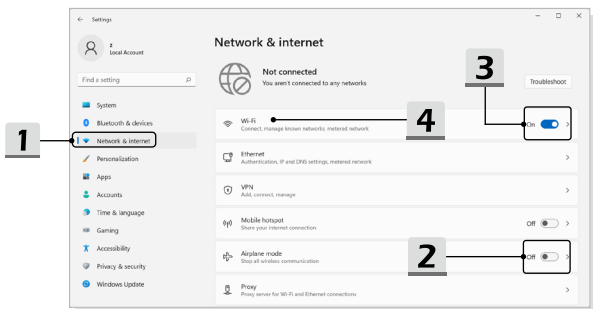 Settings
z
Local Account
Find a setting
System
Bluetooth & devices
Network & internet
Personalization
Apps
Accounts
Time & language
Gaming
Accessibility
Privacy & security
Windows Update
Network & internet
Not connected
You aren't connected to any networks
Troubleshoot
Wi-Fi
Connect, manage known networks, metered network
On
Ethernet
Authentication, IP and DNS settings, metered network
VPN
Add, connect, manage
Mobile hotspot
Share your internet connection
Off
Airplane mode
Stop all wireless communication
Off
Proxy
Proxy server for Wi-Fi and Ethernet connections
1
2
3
4